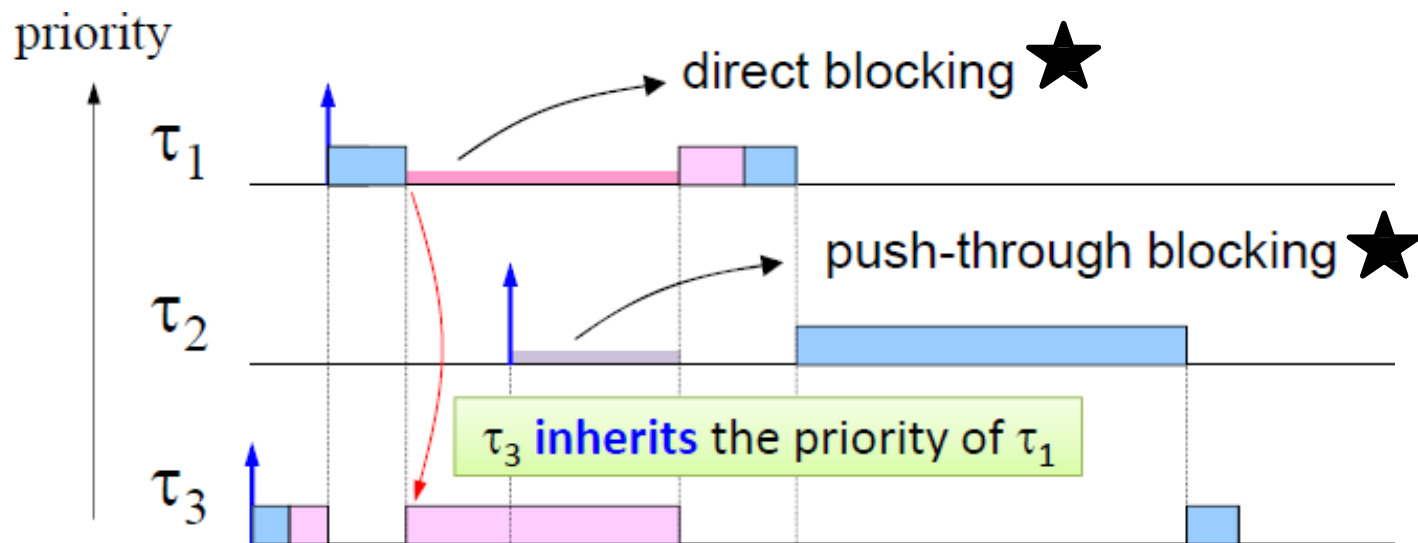 priority
direct blocking
τ1
push-through blocking
τ2
τ3 inherits the priority of τ1
τ3